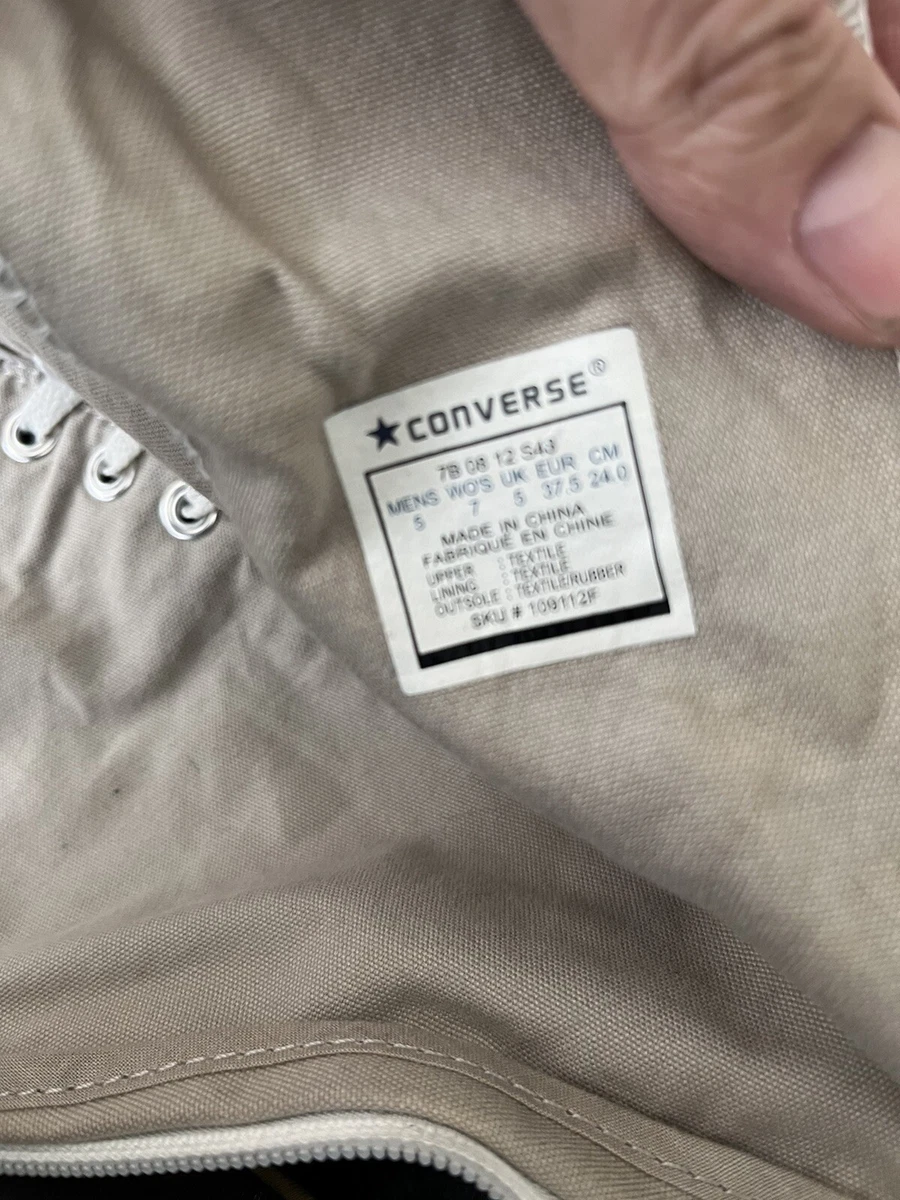 ★CONVERSE®
7B 08 12 S43
MENS WO'S UK EUR CM
5 7 5 37.5 24.0
MADE IN CHINA
FABRIQUÉ EN CHINE
UPPER : TEXTILE
LINING : TEXTILE
OUTSOLE : TEXTILE/RUBBER
SKU # 109112F